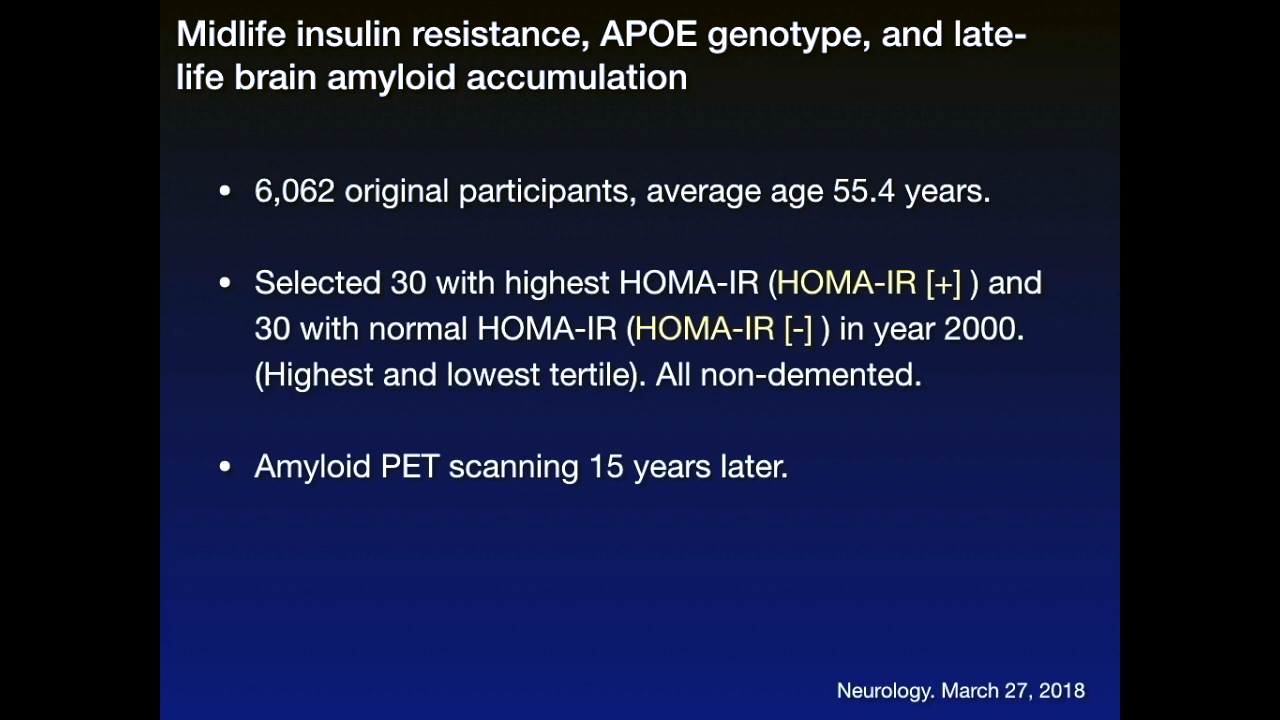 Midlife insulin resistance, APOE genotype, and late-
life brain amyloid accumulation
• 6,062 original participants, average age 55.4 years.
• Selected 30 with highest HOMA-IR (HOMA-IR [+] ) and
30 with normal HOMA-IR (HOMA-IR [-] ) in year 2000.
(Highest and lowest tertile). All non-demented.
• Amyloid PET scanning 15 years later.
Neurology. March 27, 2018